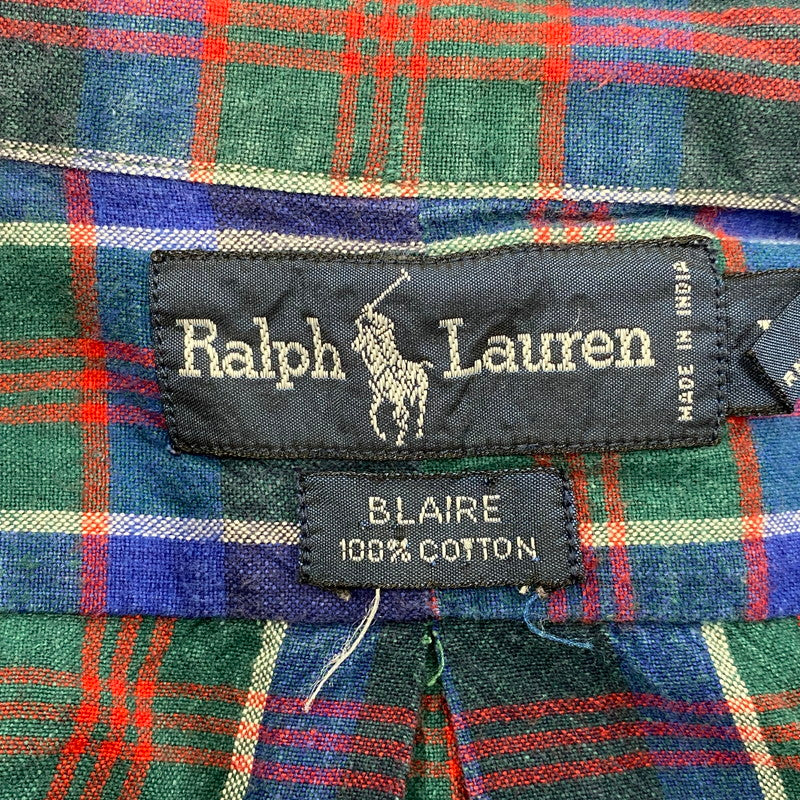 Ralph Lauren
MADE IN INDIA
BLAIRE
100% COTTON